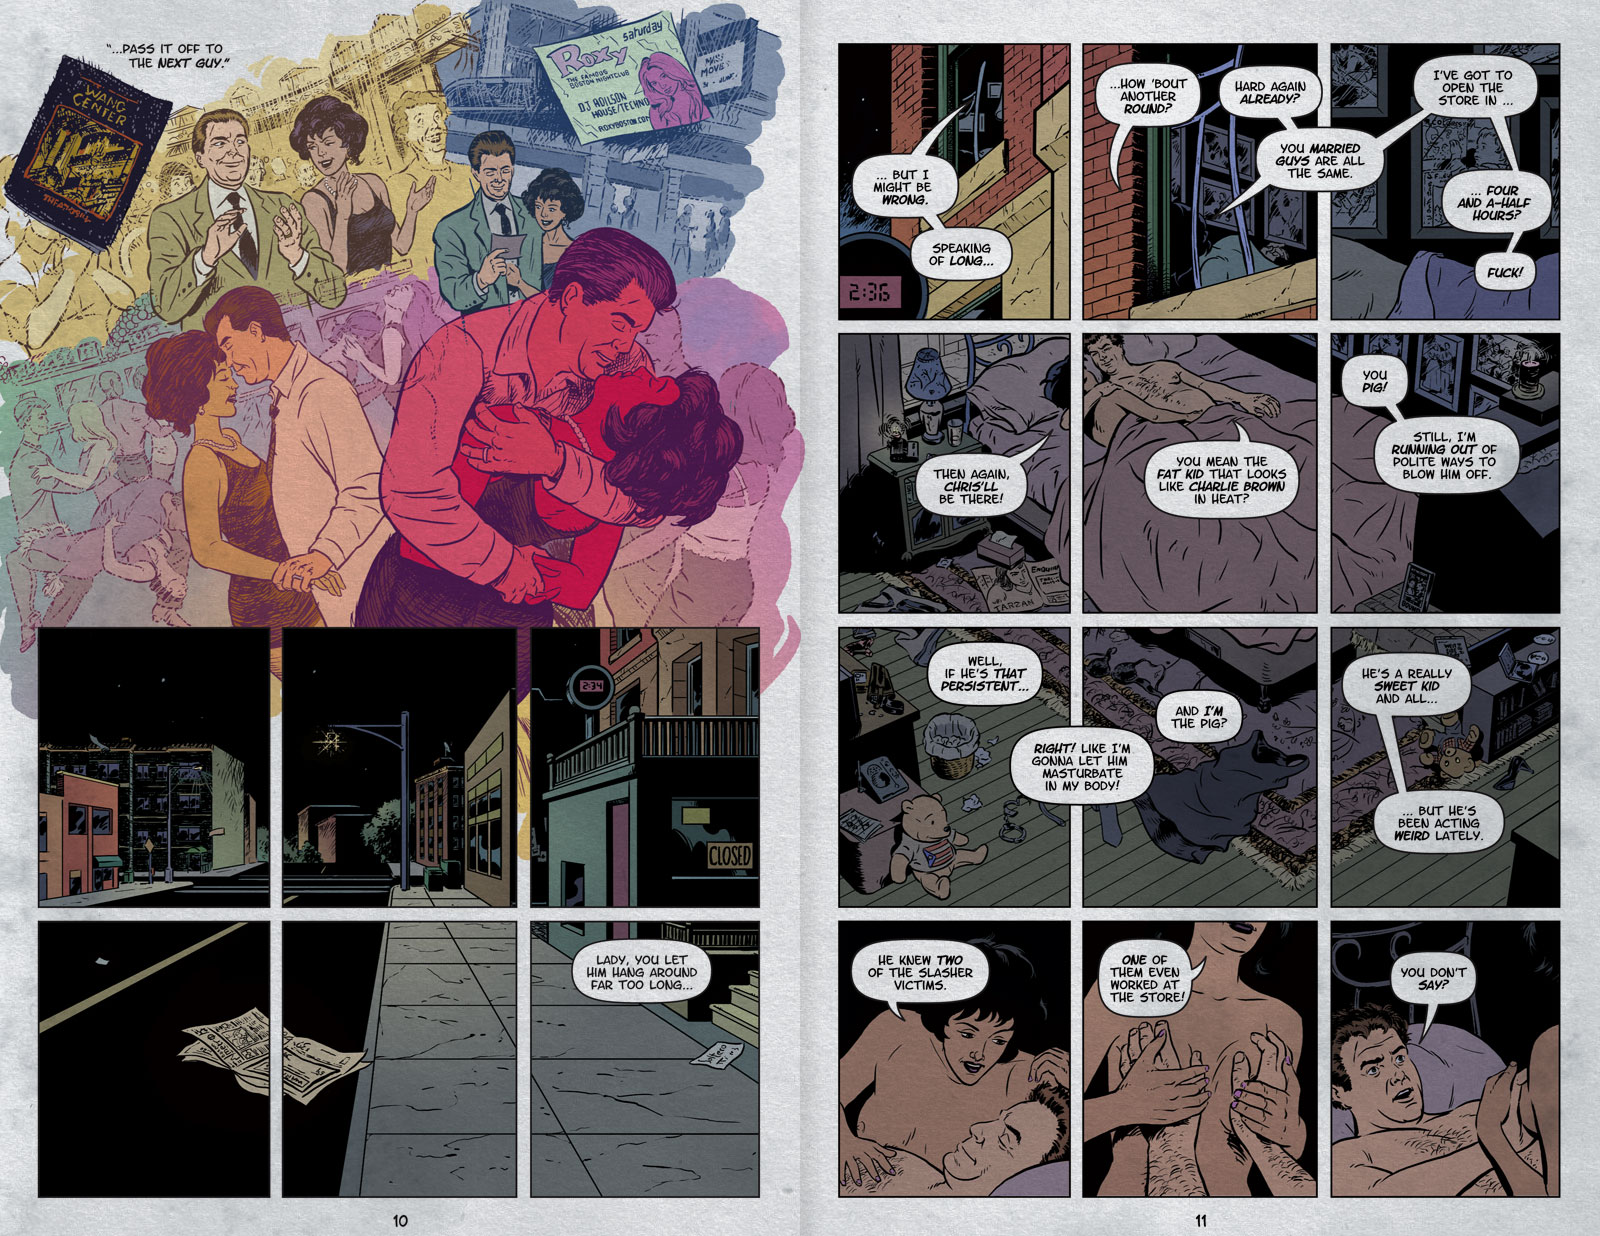 "...PASS IT OFF TO
THE NEXT GUY."
WANG
CENTER
THEATRE
ROXY
Saturday
THE FAMOUS
BOSTON NIGHTCLUB
DJ ADILSON
HOUSE/TECHNO
ROXYBOSTON.COM
MASS
MOVES
2:34
CLOSED
LADY, YOU LET
HIM HANG AROUND
FAR TOO LONG...
10
... BUT I
MIGHT BE
WRONG.
SPEAKING
OF LONG...
2:36
...HOW 'BOUT
ANOTHER
ROUND?
HARD AGAIN
ALREADY?
YOU MARRIED
GUYS ARE ALL
THE SAME.
I'VE GOT TO
OPEN THE
STORE IN ...
... FOUR
AND A-HALF
HOURS?
FUCK!
THEN AGAIN,
CHRIS'LL
BE THERE!
TARZAN
YOU MEAN THE
FAT KID THAT LOOKS
LIKE CHARLIE BROWN
IN HEAT?
YOU
PIG!
STILL, I'M
RUNNING OUT OF
POLITE WAYS TO
BLOW HIM OFF.
WELL,
IF HE'S THAT
PERSISTENT...
RIGHT! LIKE I'M
GONNA LET HIM
MASTURBATE
IN MY BODY!
AND I'M
THE PIG?
HE'S A REALLY
SWEET KID
AND ALL...
... BUT HE'S
BEEN ACTING
WEIRD LATELY.
HE KNEW TWO
OF THE SLASHER
VICTIMS.
ONE OF
THEM EVEN
WORKED AT
THE STORE!
YOU DON'T
SAY?
11